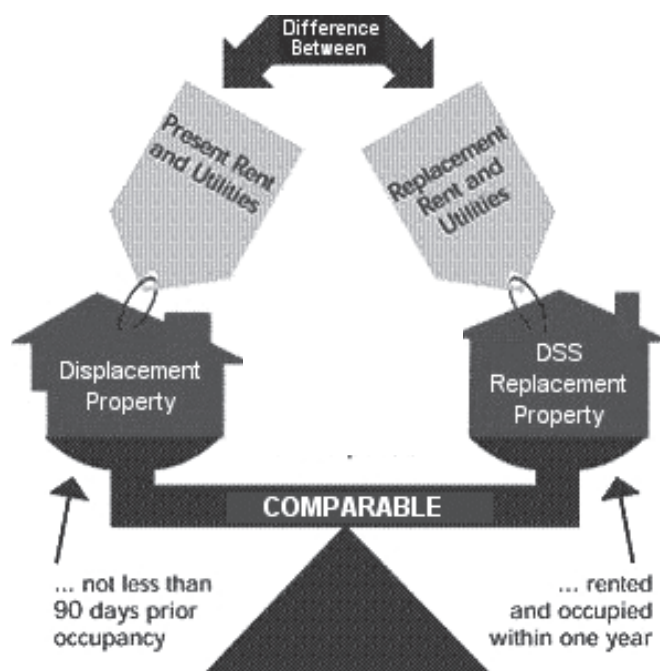 Difference
Between
Present Rent
and Utilities
Replacement
Rent and
Utilities
Displacement
Property
DSS
Replacement
Property
COMPARABLE
... not less than
90 days prior
occupancy
... rented
and occupied
within one year